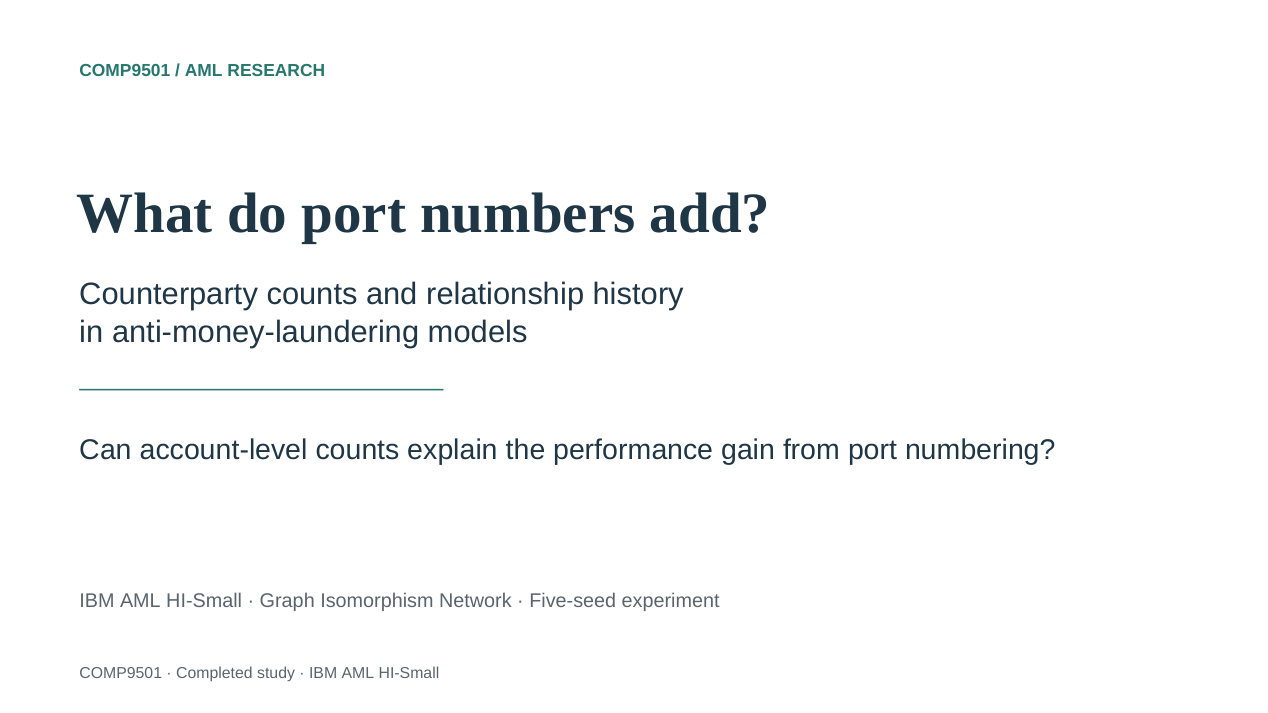 COMP9501 / AML RESEARCH
What do port numbers add?
Counterparty counts and relationship history
in anti-money-laundering models
Can account-level counts explain the performance gain from port numbering?
IBM AML HI-Small · Graph Isomorphism Network · Five-seed experiment
COMP9501 · Completed study · IBM AML HI-Small